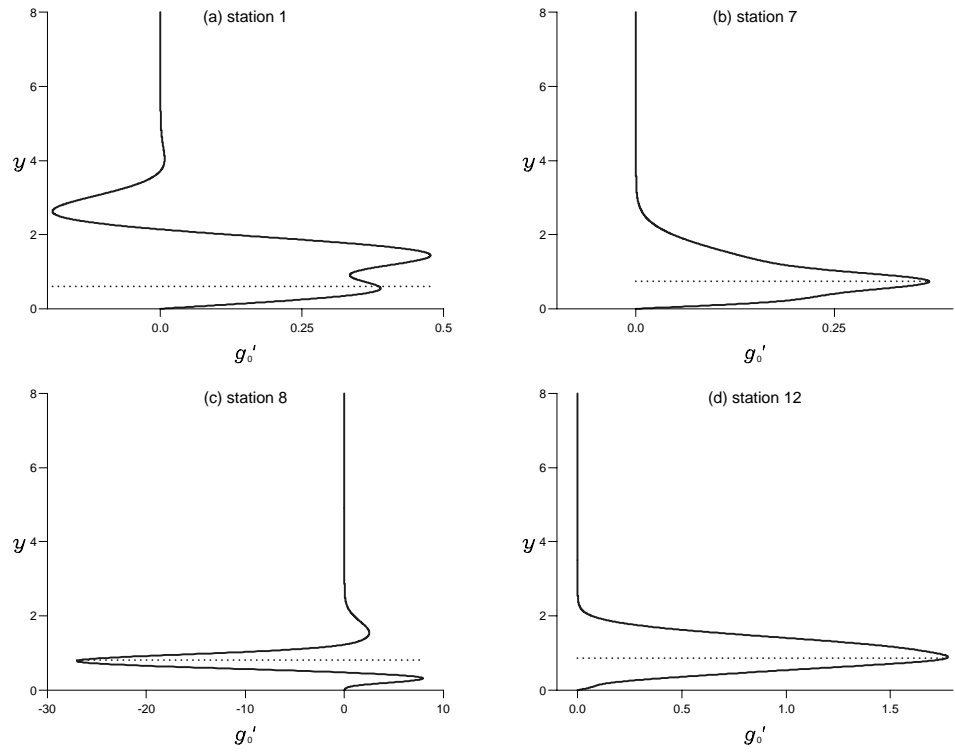 (a) station 1
8
6
y 4
2
0
0.0 0.25 0.5
g₀'
(b) station 7
8
6
y 4
2
0
0.0 0.25
g₀'
(c) station 8
8
6
y 4
2
0
-30 -20 -10 0 10
g₀'
(d) station 12
8
6
y 4
2
0
0.0 0.5 1.0 1.5
g₀'